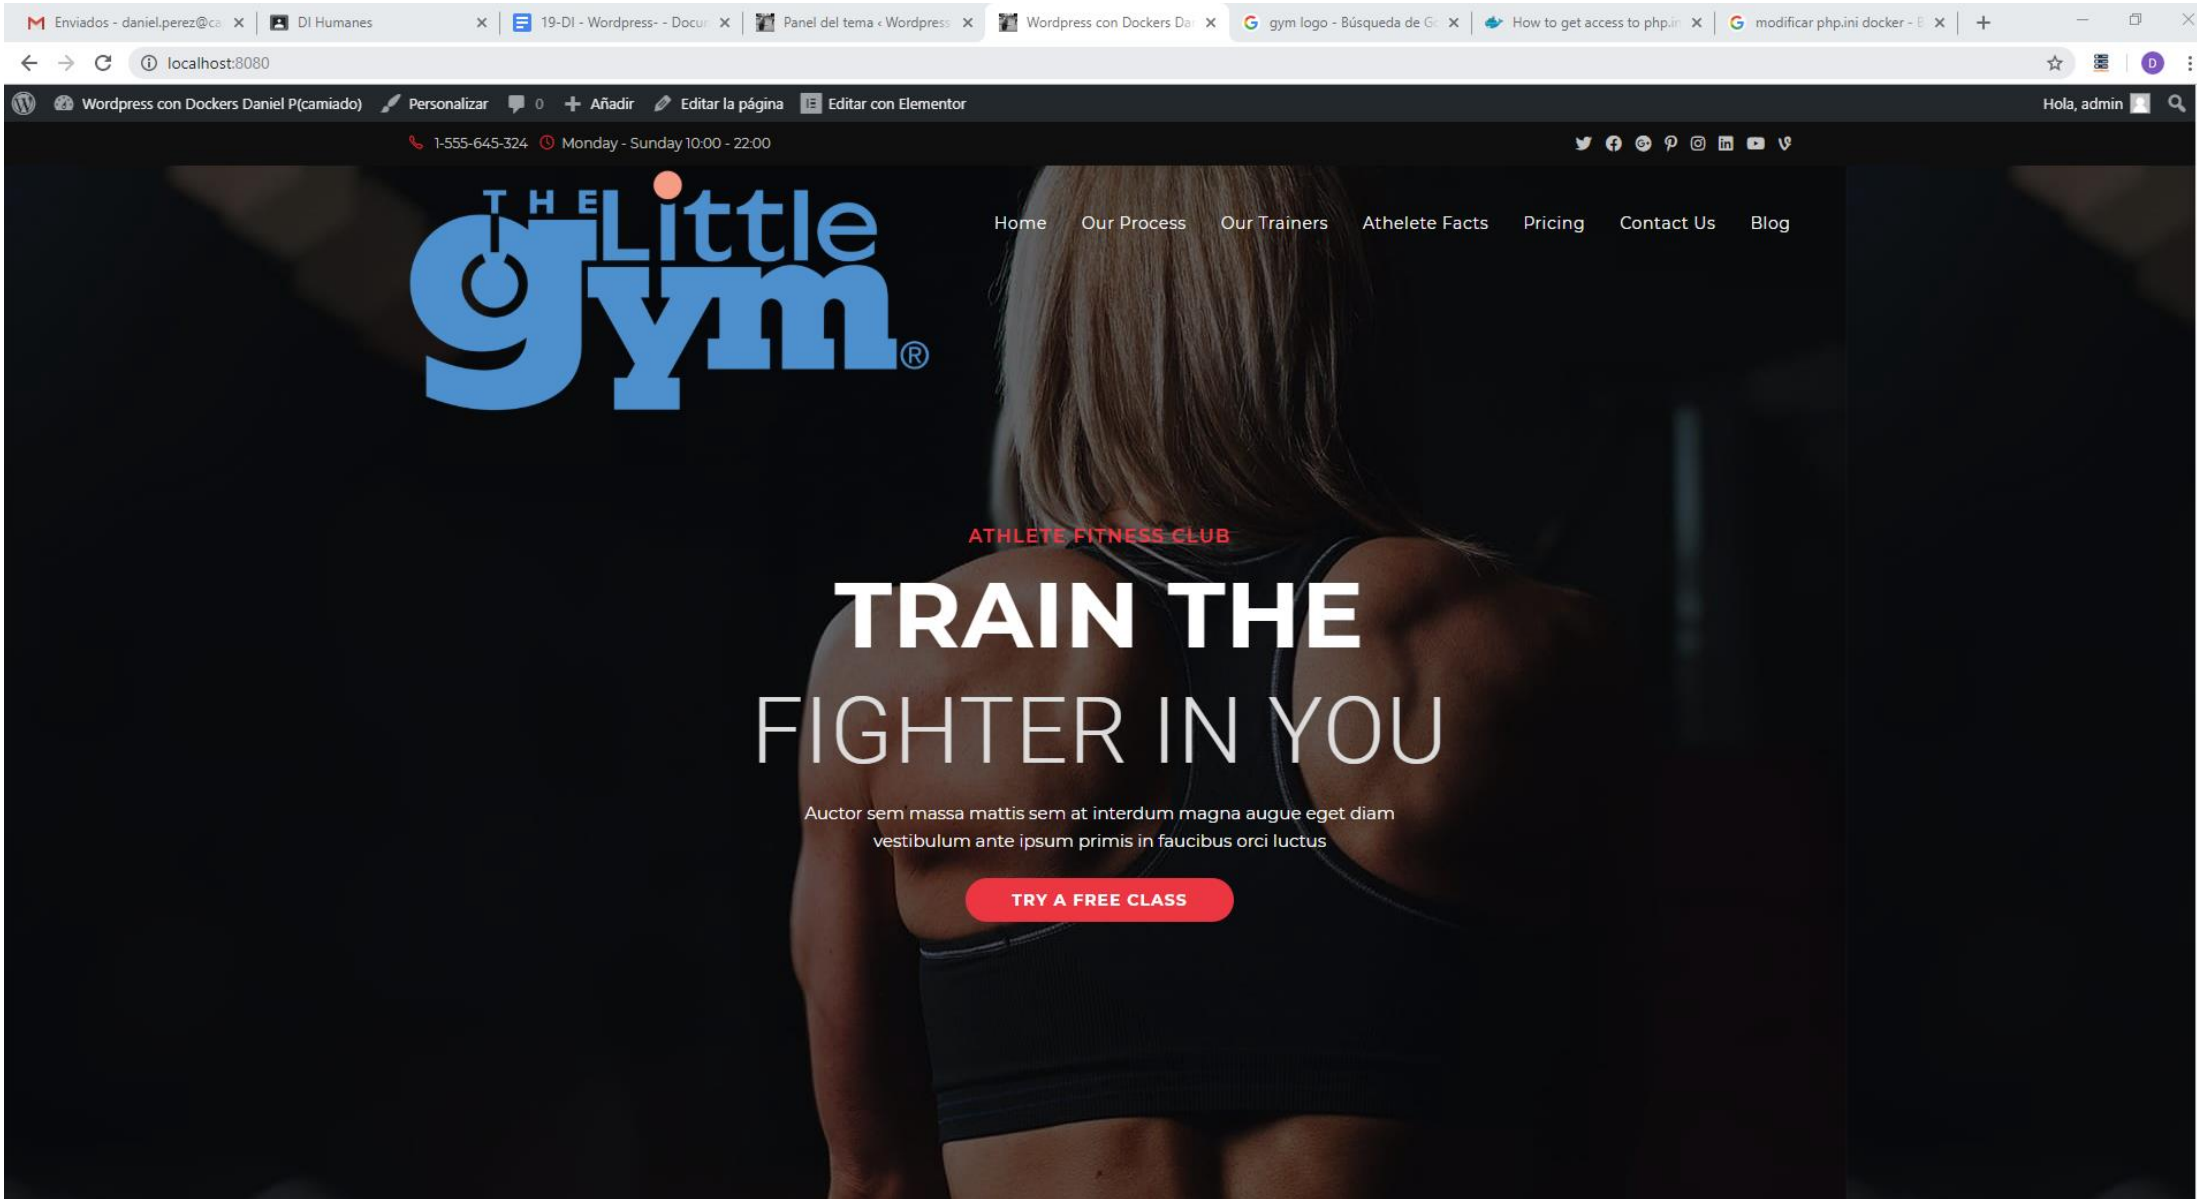 Enviados - daniel.perez@ca
DI Humanes
19-DI - Wordpress- - Docu
Panel del tema ‹ Wordpress
Wordpress con Dockers Da
gym logo - Búsqueda de G
How to get access to php.in
modificar php.ini docker - B
localhost:8080
Wordpress con Dockers Daniel P(camiado) Personalizar 0 Añadir Editar la página Editar con Elementor Hola, admin
1-555-645-324 Monday - Sunday 10:00 - 22:00
THE Little
gym®
Home Our Process Our Trainers Athelete Facts Pricing Contact Us Blog
ATHLETE FITNESS CLUB
TRAIN THE
FIGHTER IN YOU
Auctor sem massa mattis sem at interdum magna augue eget diam
vestibulum ante ipsum primis in faucibus orci luctus
TRY A FREE CLASS